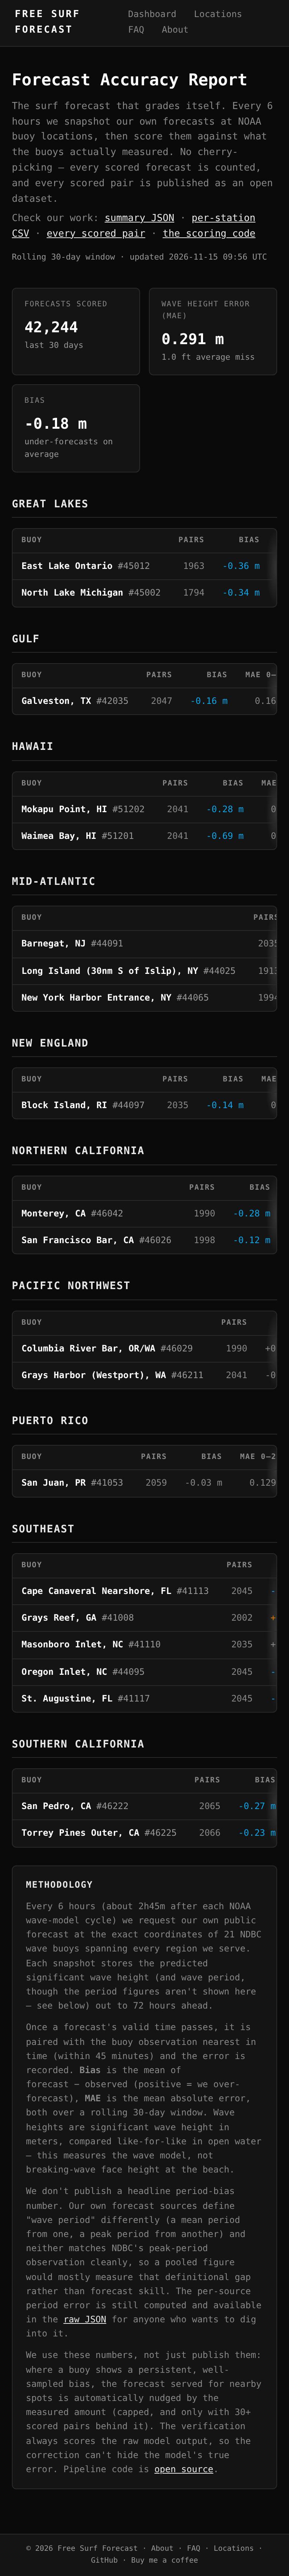 FREE SURF
FORECAST
Dashboard Locations
FAQ About
Forecast Accuracy Report
The surf forecast that grades itself. Every 6
hours we snapshot our own forecasts at NOAA
buoy locations, then score them against what
the buoys actually measured. No cherry-
picking — every scored forecast is counted,
and every scored pair is published as an open
dataset.
Check our work: summary JSON · per-station
CSV · every scored pair · the scoring code
Rolling 30-day window · updated 2026-11-15 09:56 UTC
FORECASTS SCORED
42,244
last 30 days
WAVE HEIGHT ERROR
(MAE)
0.291 m
1.0 ft average miss
BIAS
-0.18 m
under-forecasts on
average
GREAT LAKES
BUOY PAIRS BIAS
East Lake Ontario #45012 1963 -0.36 m
North Lake Michigan #45002 1794 -0.34 m
GULF
BUOY PAIRS BIAS MAE 0–
Galveston, TX #42035 2047 -0.16 m 0.16
HAWAII
BUOY PAIRS BIAS MAE
Mokapu Point, HI #51202 2041 -0.28 m 0
Waimea Bay, HI #51201 2041 -0.69 m 0
MID-ATLANTIC
BUOY PAIRS
Barnegat, NJ #44091 2035
Long Island (30nm S of Islip), NY #44025 1913
New York Harbor Entrance, NY #44065 1994
NEW ENGLAND
BUOY PAIRS BIAS MAE
Block Island, RI #44097 2035 -0.14 m 0
NORTHERN CALIFORNIA
BUOY PAIRS BIAS
Monterey, CA #46042 1990 -0.28 m
San Francisco Bar, CA #46026 1998 -0.12 m
PACIFIC NORTHWEST
BUOY PAIRS
Columbia River Bar, OR/WA #46029 1990 +0
Grays Harbor (Westport), WA #46211 2041 -0
PUERTO RICO
BUOY PAIRS BIAS MAE 0–2
San Juan, PR #41053 2059 -0.03 m 0.129
SOUTHEAST
BUOY PAIRS
Cape Canaveral Nearshore, FL #41113 2045 -
Grays Reef, GA #41008 2002 +
Masonboro Inlet, NC #41110 2035 +
Oregon Inlet, NC #44095 2045 -
St. Augustine, FL #41117 2045 -
SOUTHERN CALIFORNIA
BUOY PAIRS BIAS
San Pedro, CA #46222 2065 -0.27 m
Torrey Pines Outer, CA #46225 2066 -0.23 m
METHODOLOGY
Every 6 hours (about 2h45m after each NOAA
wave-model cycle) we request our own public
forecast at the exact coordinates of 21 NDBC
wave buoys spanning every region we serve.
Each snapshot stores the predicted
significant wave height (and wave period,
though the period figures aren't shown here
— see below) out to 72 hours ahead.
Once a forecast's valid time passes, it is
paired with the buoy observation nearest in
time (within 45 minutes) and the error is
recorded. Bias is the mean of
forecast − observed (positive = we over-
forecast), MAE is the mean absolute error,
both over a rolling 30-day window. Wave
heights are significant wave height in
meters, compared like-for-like in open water
— this measures the wave model, not
breaking-wave face height at the beach.
We don't publish a headline period-bias
number. Our own forecast sources define
"wave period" differently (a mean period
from one, a peak period from another) and
neither matches NDBC's peak-period
observation cleanly, so a pooled figure
would mostly measure that definitional gap
rather than forecast skill. The per-source
period error is still computed and available
in the raw JSON for anyone who wants to dig
into it.
We use these numbers, not just publish them:
where a buoy shows a persistent, well-
sampled bias, the forecast served for nearby
spots is automatically nudged by the
measured amount (capped, and only with 30+
scored pairs behind it). The verification
always scores the raw model output, so the
correction can't hide the model's true
error. Pipeline code is open source.
© 2026 Free Surf Forecast · About · FAQ · Locations ·
GitHub · Buy me a coffee